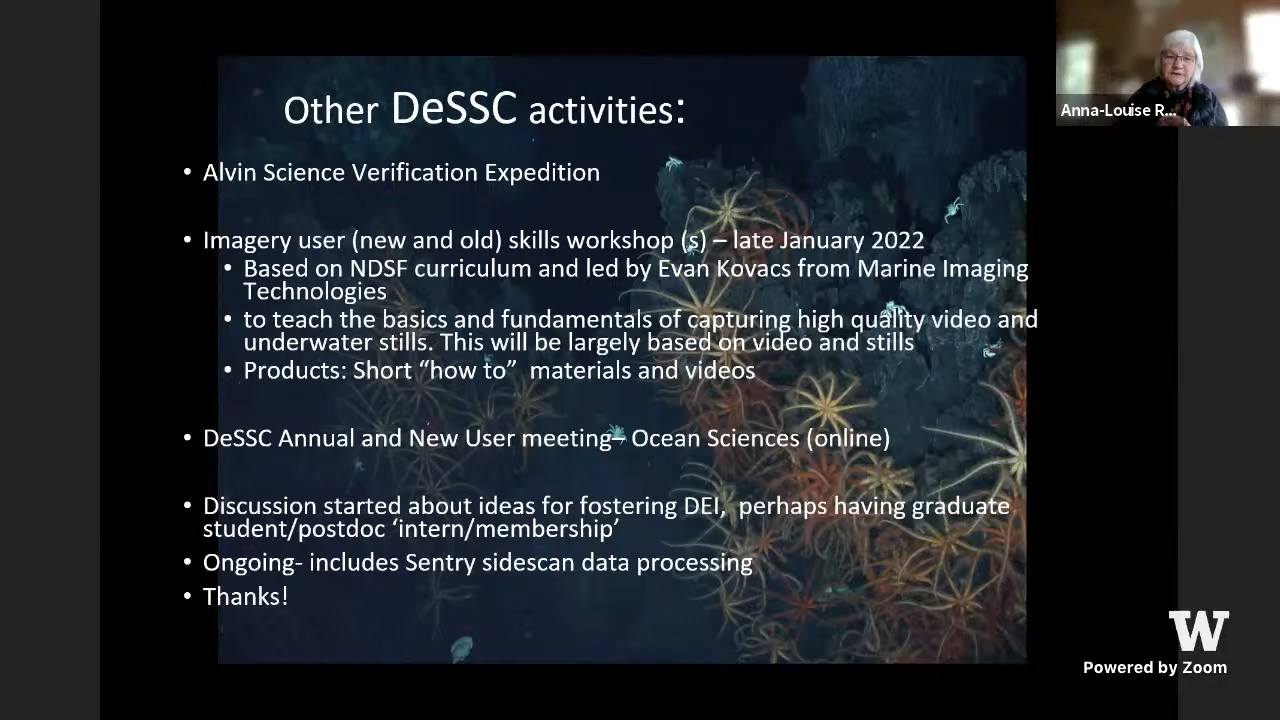 Other DeSSC activities:
• Alvin Science Verification Expedition
• Imagery user (new and old) skills workshop (s) – late January 2022
• Based on NDSF curriculum and led by Evan Kovacs from Marine Imaging
Technologies
• to teach the basics and fundamentals of capturing high quality video and
underwater stills. This will be largely based on video and stills
• Products: Short “how to”  materials and videos
• DeSSC Annual and New User meeting– Ocean Sciences (online)
• Discussion started about ideas for fostering DEI,  perhaps having graduate
student/postdoc ‘intern/membership’
• Ongoing- includes Sentry sidescan data processing
• Thanks!
Anna-Louise R...
W
Powered by Zoom